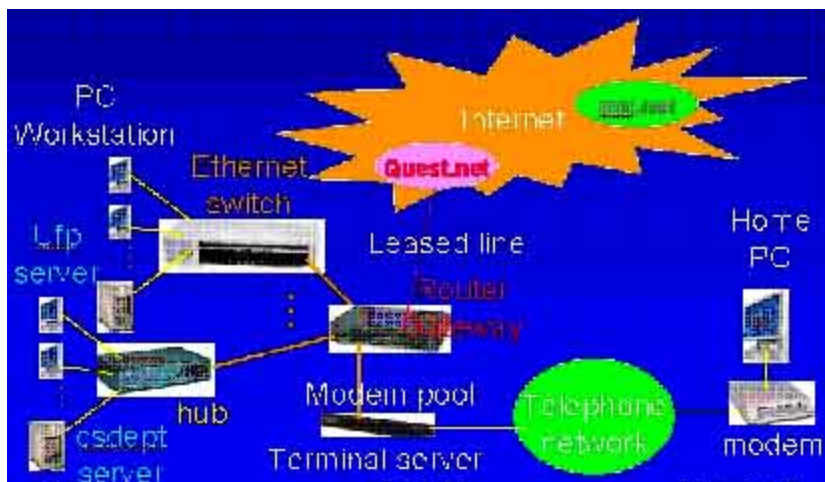 PC
Workstation
Ethernet
switch
Internet
Quest.net
Leased line
Home
PC
Ufp
server
Router
Gateway
hub
Modem pool
Terminal server
Telephone
network
modem
csdept
server